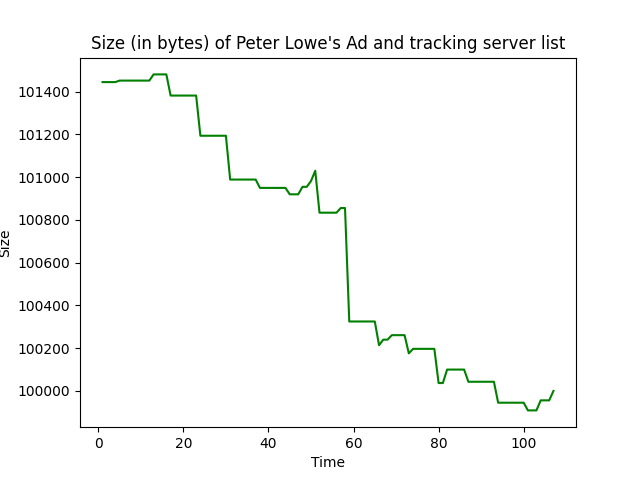 Size (in bytes) of Peter Lowe's Ad and tracking server list
101400
101200
101000
100800
100600
100400
100200
100000
Size
0 20 40 60 80 100
Time